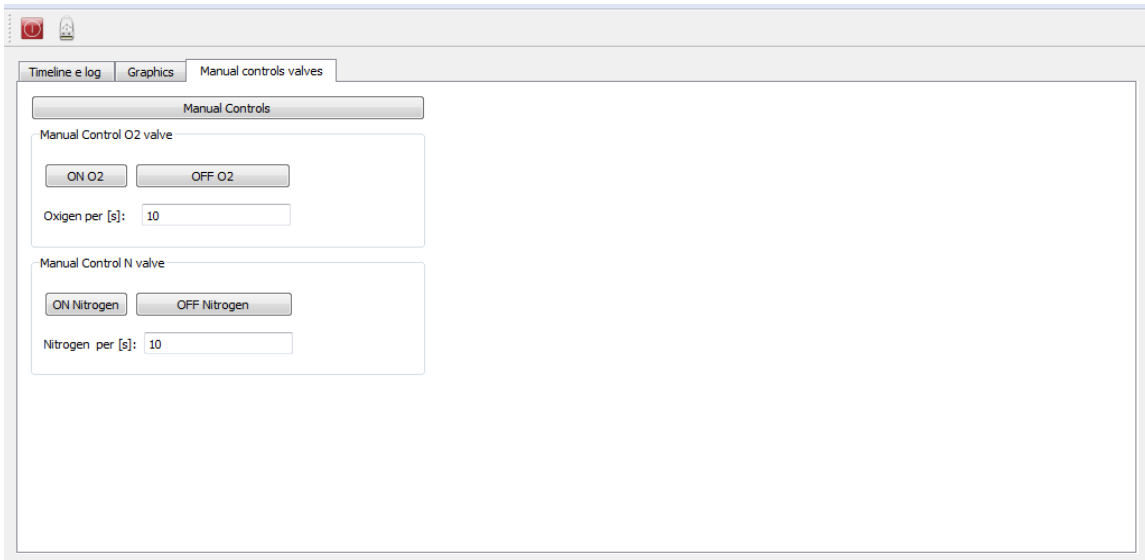 Timeline e log Graphics Manual controls valves
Manual Controls
Manual Control O2 valve
ON O2 OFF O2
Oxigen per [s]: 10
Manual Control N valve
ON Nitrogen OFF Nitrogen
Nitrogen per [s]: 10